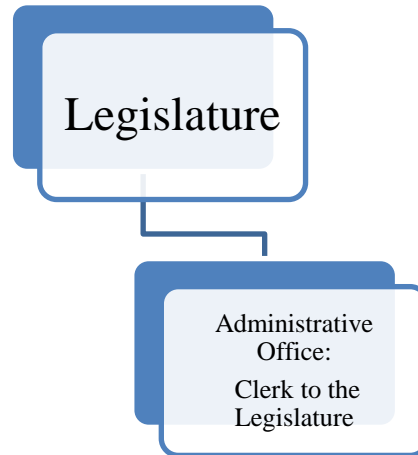 Legislature
Administrative
Office:
Clerk to the
Legislature